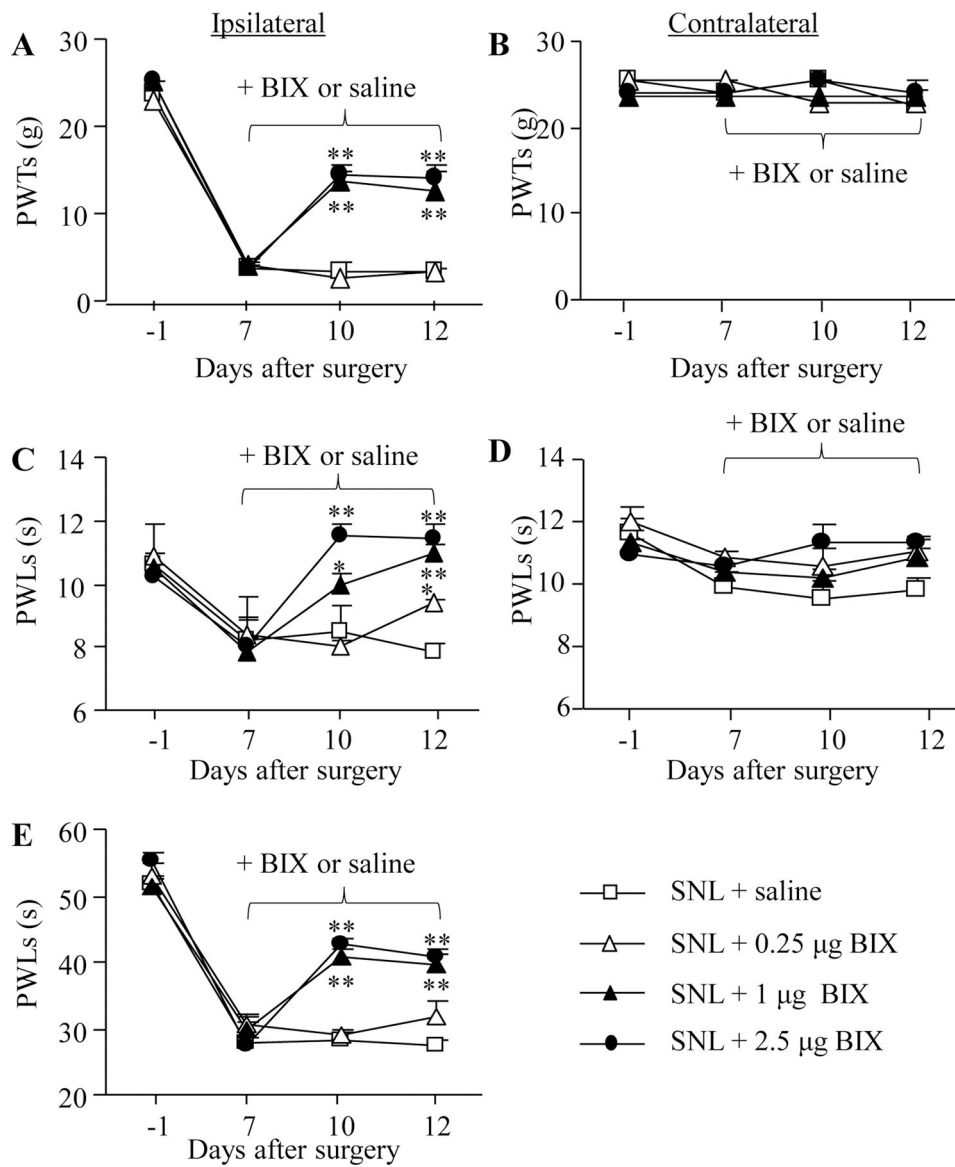 Ipsilateral
Contralateral
A
PWTs (g)
30
20
10
0
+ BIX or saline
** **
** **
-1 7 10 12
Days after surgery
B
PWTs (g)
30
20
10
0
+ BIX or saline
-1 7 10 12
Days after surgery
C
PWLs (s)
14
12
10
8
6
+ BIX or saline
** **
* **
*
-1 7 10 12
Days after surgery
D
PWLs (s)
14
12
10
8
6
+ BIX or saline
-1 7 10 12
Days after surgery
E
PWLs (s)
60
50
40
30
20
+ BIX or saline
** **
** **
-1 7 10 12
Days after surgery
SNL + saline
SNL + 0.25 μg BIX
SNL + 1 μg BIX
SNL + 2.5 μg BIX